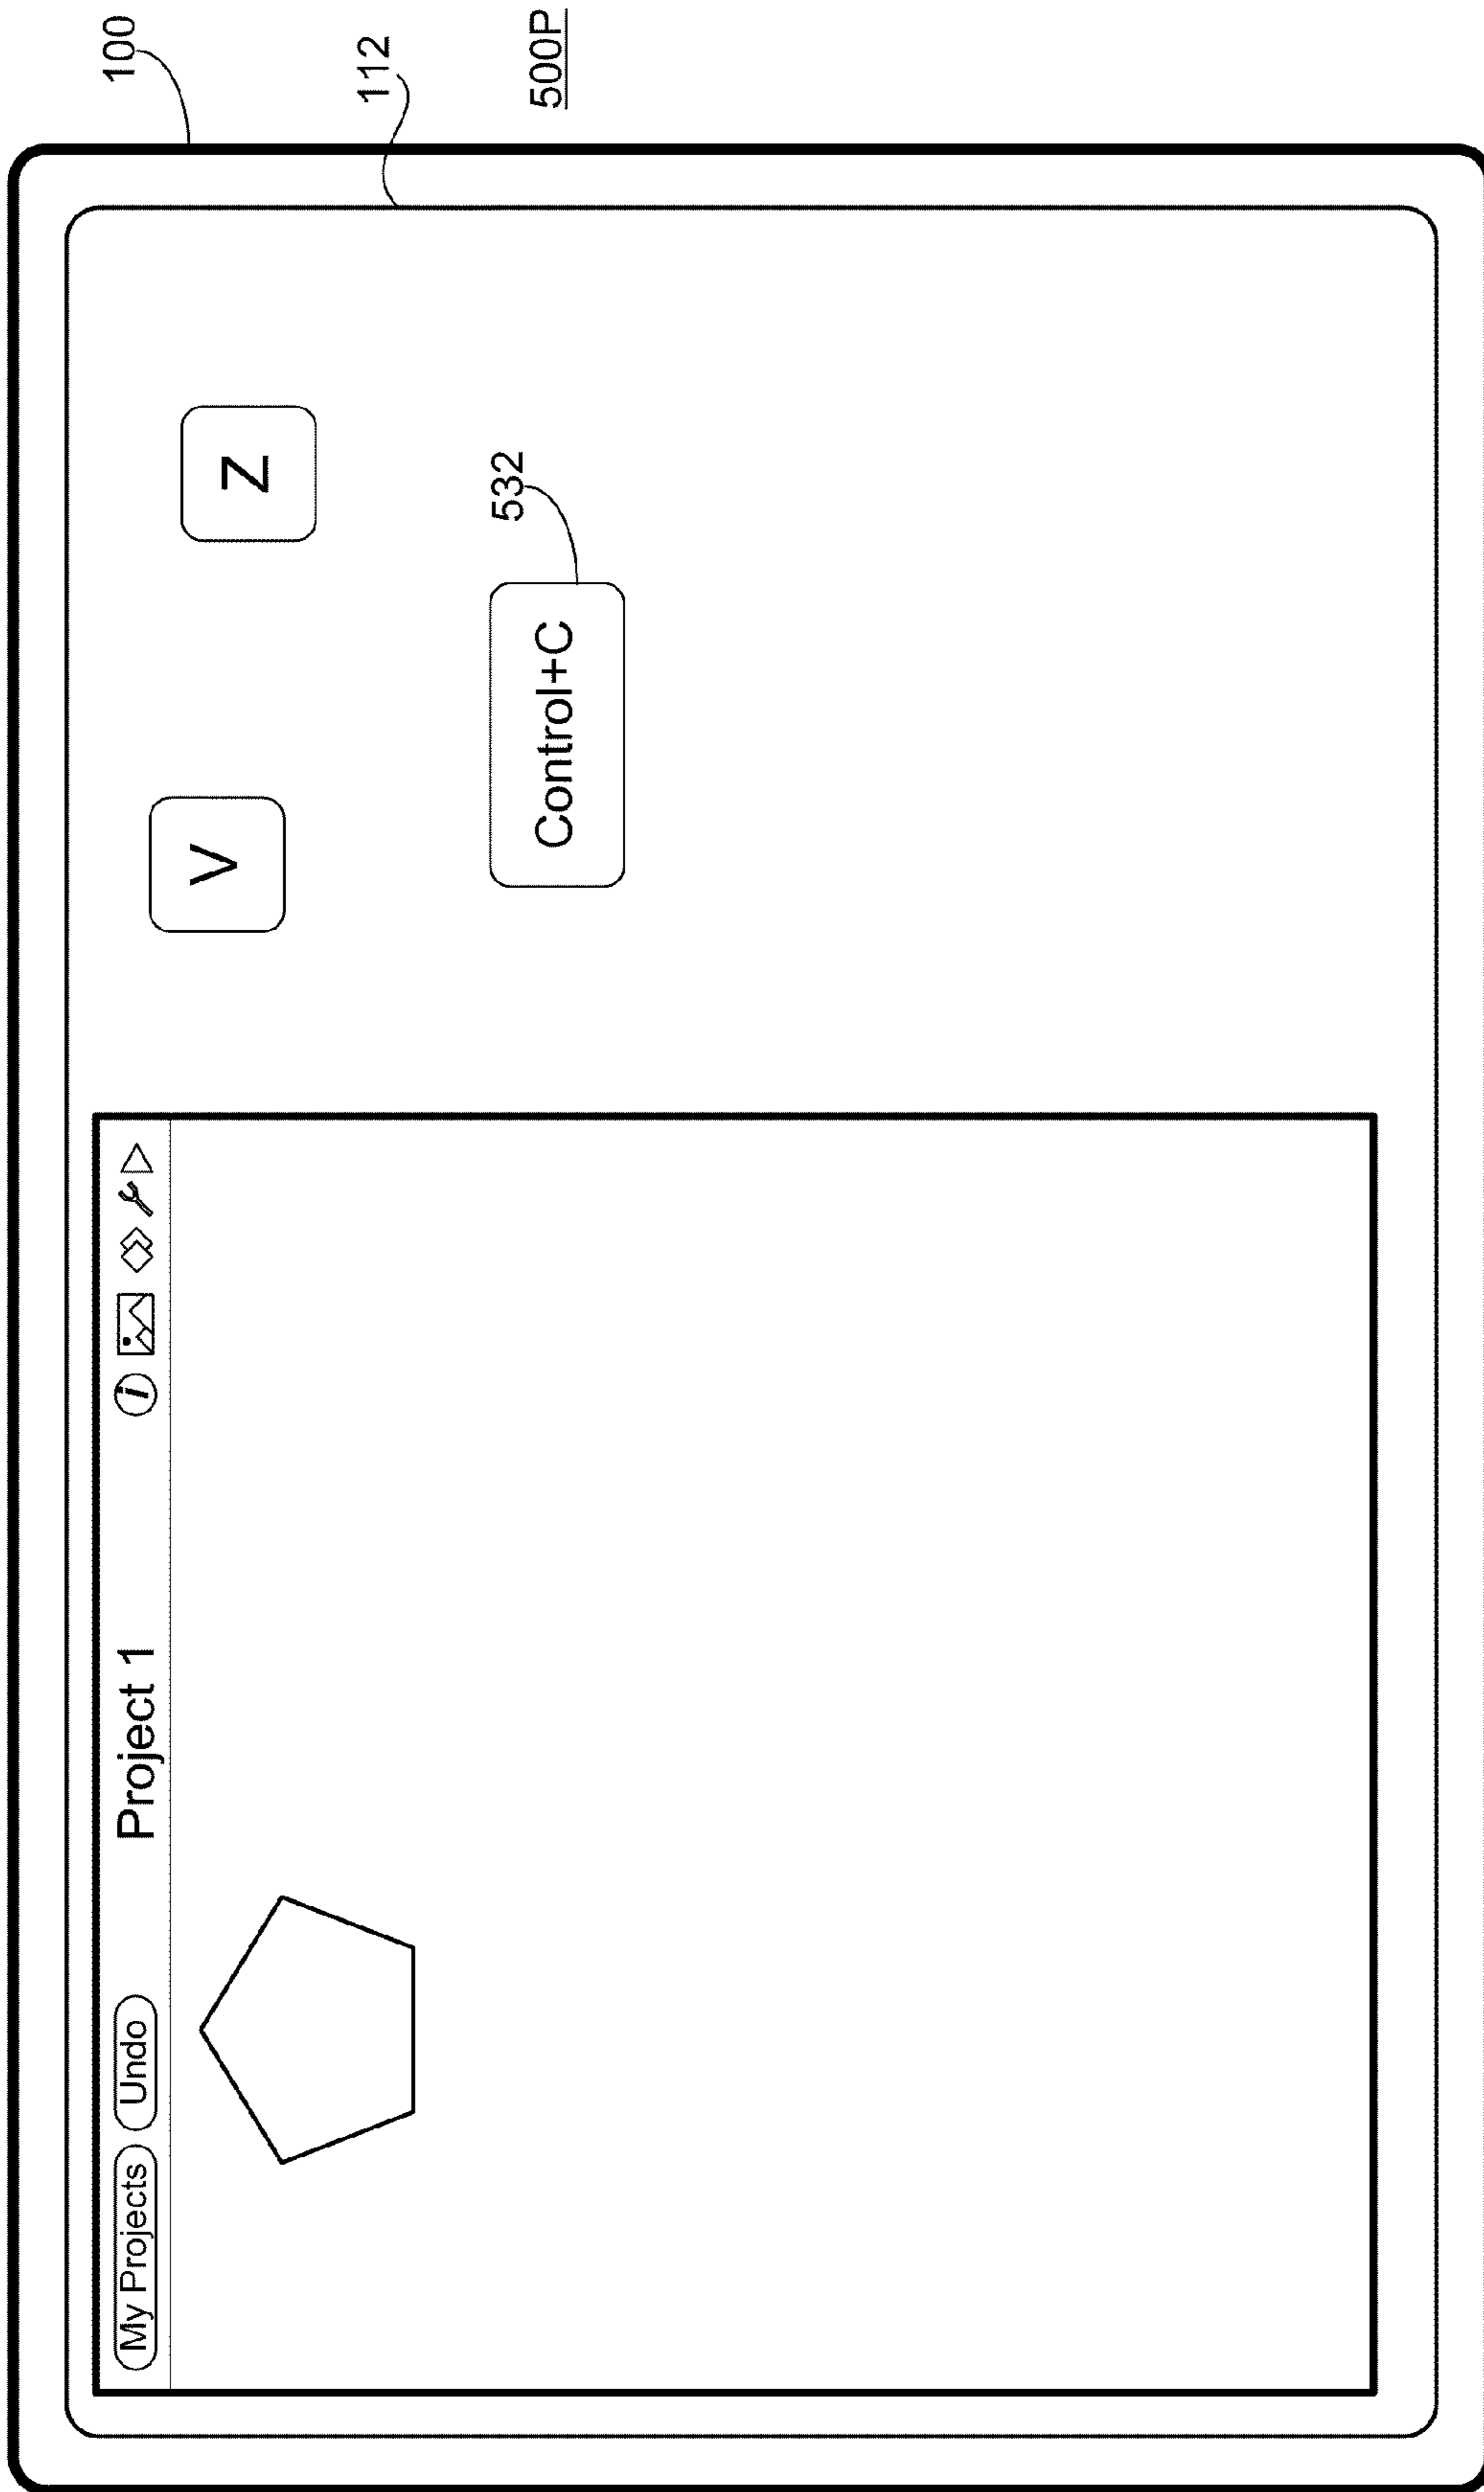 100
112
500P
My Projects Undo Project 1 i
V
Z
532
Control+C